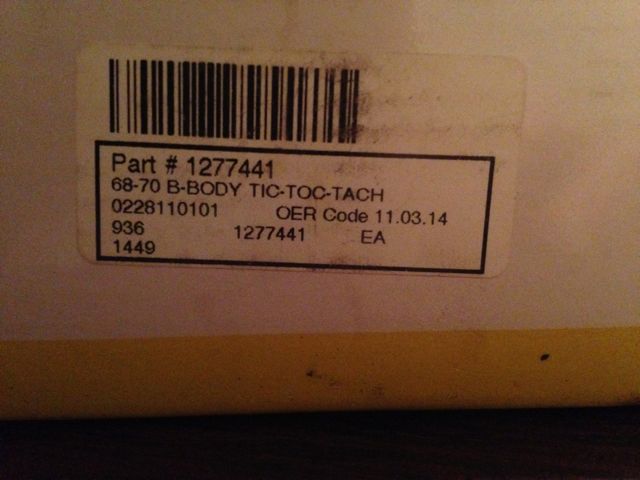 Part # 1277441
68-70 B-BODY TIC-TOC-TACH
0228110101 OER Code 11.03.14
936 1277441 EA
1449